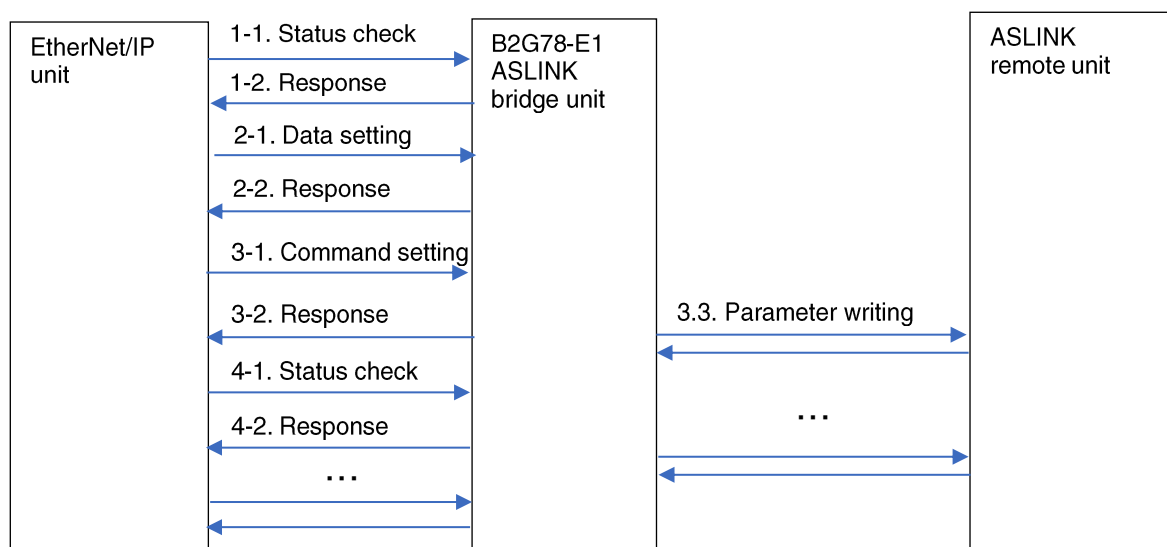 EtherNet/IP
unit
1-1. Status check
1-2. Response
2-1. Data setting
2-2. Response
3-1. Command setting
3-2. Response
4-1. Status check
4-2. Response
...
B2G78-E1
ASLINK
bridge unit
3.3. Parameter writing
...
ASLINK
remote unit